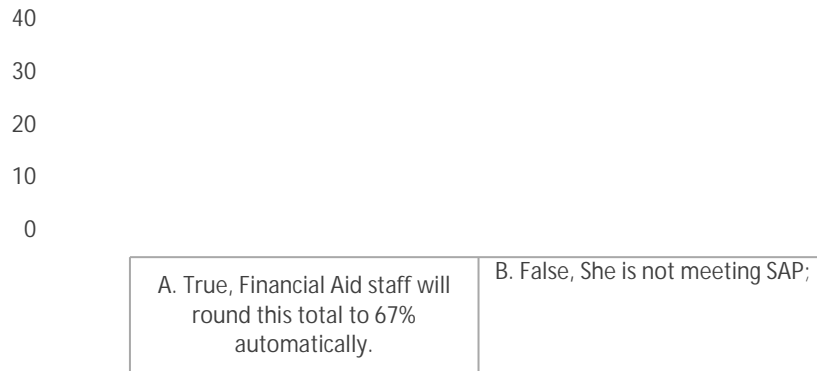 40
30
20
10
0
A. True, Financial Aid staff will
round this total to 67%
automatically.
B. False, She is not meeting SAP;